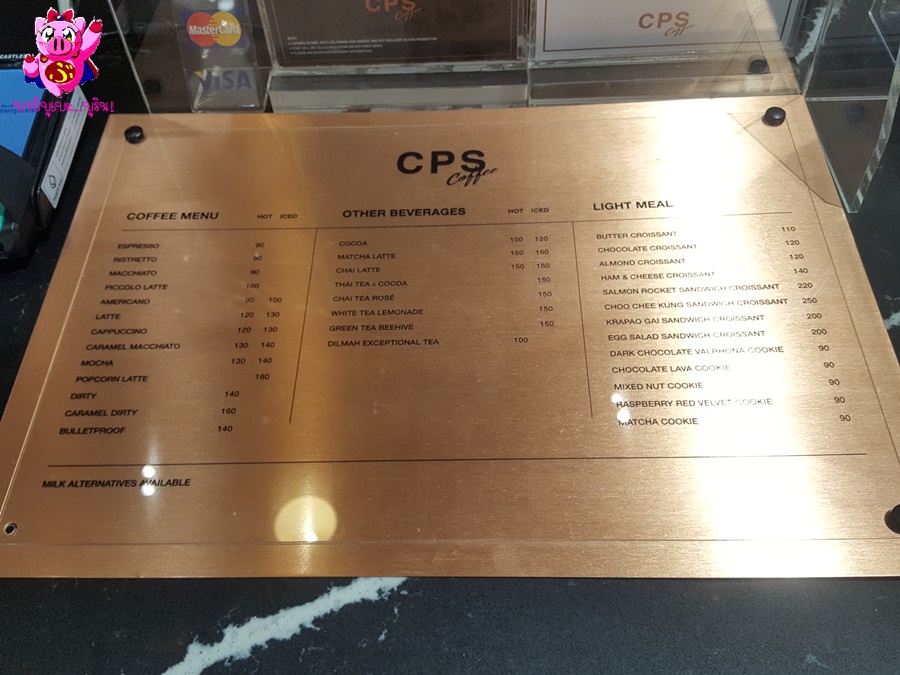 MasterCard
VISA
CPS
CPS
CPS
Coffee
COFFEE MENU HOT ICED
ESPRESSO 90
RISTRETTO 90
MACCHIATO 90
PICCOLO LATTE 100
AMERICANO 90 100
LATTE 120 130
CAPPUCCINO 120 130
CARAMEL MACCHIATO 130 140
MOCHA 130 140
POPCORN LATTE 180
DIRTY 140
CARAMEL DIRTY 160
BULLETPROOF 140
OTHER BEVERAGES HOT ICED
COCOA 100 120
MATCHA LATTE 150 160
CHAI LATTE 150 160
THAI TEA x COCOA 150
CHAI TEA ROSÉ 150
WHITE TEA LEMONADE 150
GREEN TEA BEEHIVE 150
DILMAH EXCEPTIONAL TEA 100
LIGHT MEAL
BUTTER CROISSANT 110
CHOCOLATE CROISSANT 120
ALMOND CROISSANT 120
HAM & CHEESE CROISSANT 140
SALMON ROCKET SANDWICH CROISSANT 220
CHOO CHEE KUNG SANDWICH CROISSANT 250
KRAPAO GAI SANDWICH CROISSANT 200
EGG SALAD SANDWICH CROISSANT 200
DARK CHOCOLATE VALRHONA COOKIE 90
CHOCOLATE LAVA COOKIE 90
MIXED NUT COOKIE 90
RASPBERRY RED VELVET COOKIE 90
MATCHA COOKIE 90
MILK ALTERNATIVES AVAILABLE